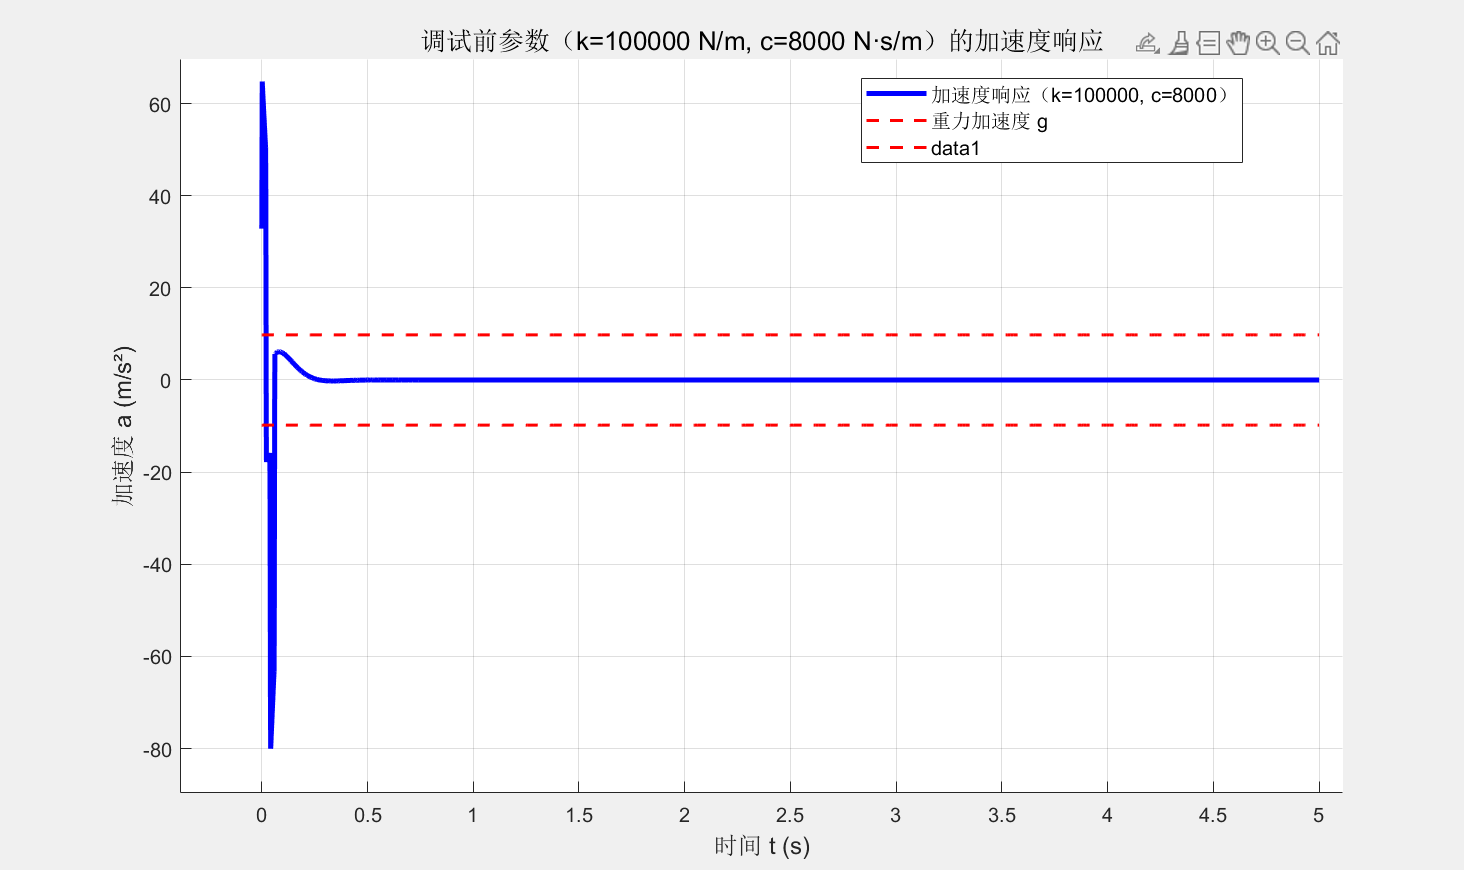 调试前参数（k=100000 N/m, c=8000 N·s/m）的加速度响应
加速度响应（k=100000, c=8000）
重力加速度 g
data1
60
40
20
0
-20
-40
-60
-80
加速度 a (m/s²)
0 0.5 1 1.5 2 2.5 3 3.5 4 4.5 5
时间 t (s)